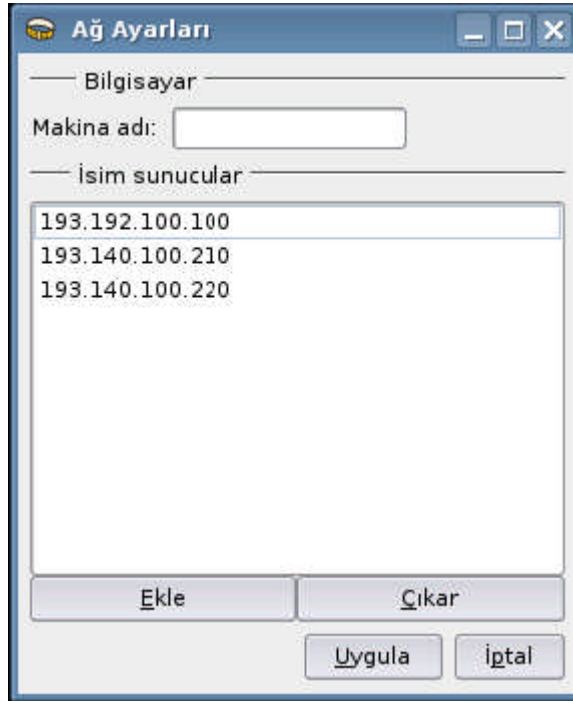 Ağ Ayarları
Bilgisayar
Makina adı:
İsim sunucular
193.192.100.100
193.140.100.210
193.140.100.220
Ekle
Çıkar
Uygula
İptal